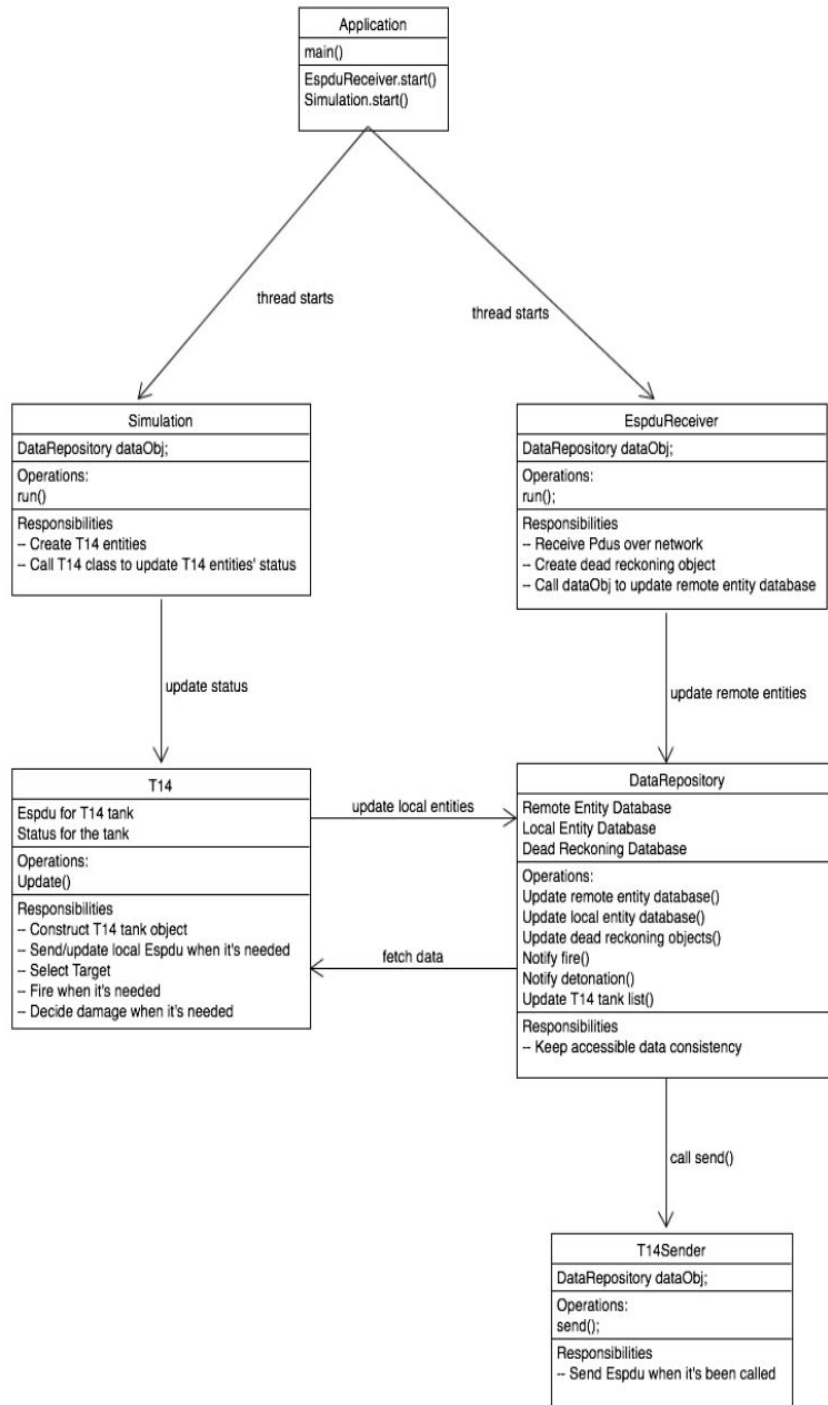 Application
main()
EspduReceiver.start()
Simulation.start()
thread starts
thread starts
Simulation
DataRepository dataObj;
Operations:
run()
Responsibilities
-- Create T14 entities
-- Call T14 class to update T14 entities' status
EspduReceiver
DataRepository dataObj;
Operations:
run();
Responsibilities
-- Receive Pdus over network
-- Create dead reckoning object
-- Call dataObj to update remote entity database
update status
update remote entities
T14
Espdu for T14 tank
Status for the tank
Operations:
Update()
Responsibilities
-- Construct T14 tank object
-- Send/update local Espdu when it's needed
-- Select Target
-- Fire when it's needed
-- Decide damage when it's needed
update local entities
fetch data
DataRepository
Remote Entity Database
Local Entity Database
Dead Reckoning Database
Operations:
Update remote entity database()
Update local entity database()
Update dead reckoning objects()
Notify fire()
Notify detonation()
Update T14 tank list()
Responsibilities
-- Keep accessible data consistency
call send()
T14Sender
DataRepository dataObj;
Operations:
send();
Responsibilities
-- Send Espdu when it's been called